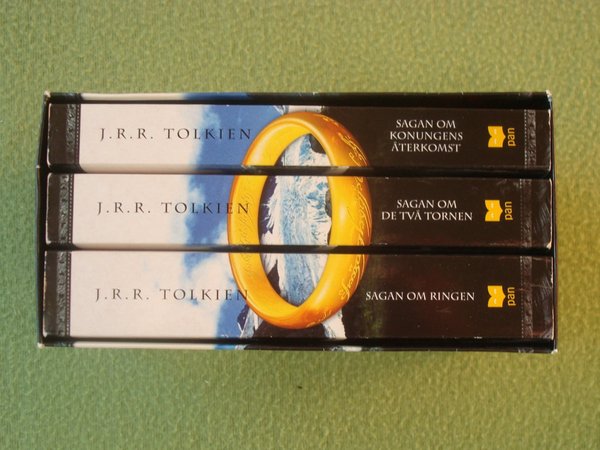 J.R.R. TOLKIEN
SAGAN OM
KONUNGENS
ÅTERKOMST
pan
J.R.R. TOLKIEN
SAGAN OM
DE TVÅ TORNEN
pan
J.R.R. TOLKIEN
SAGAN OM RINGEN
pan